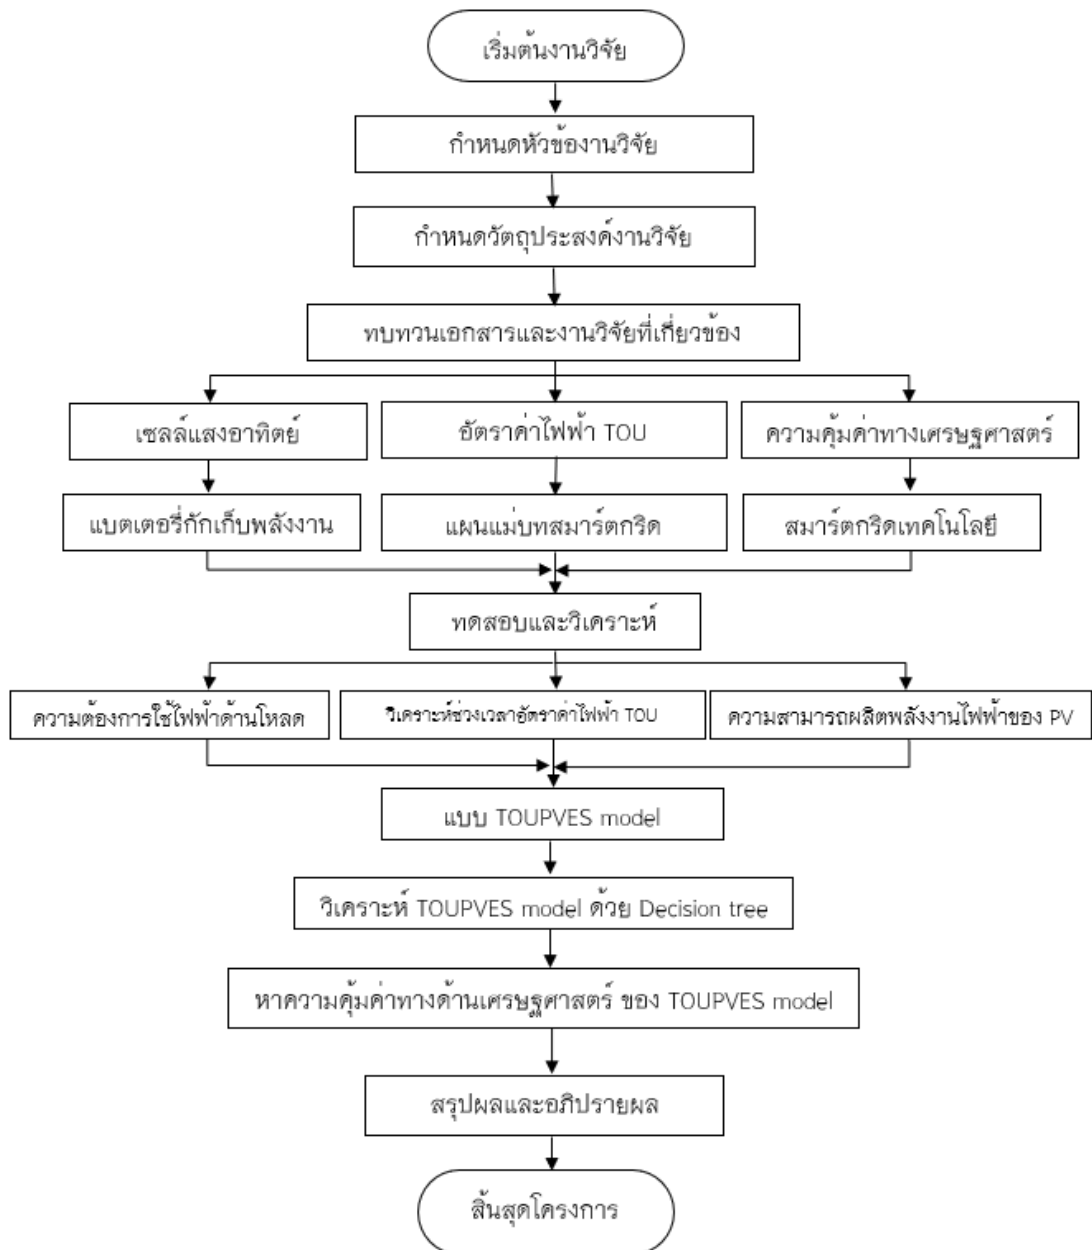 เริ่มต้นงานวิจัย
กำหนดหัวข้องานวิจัย
กำหนดวัตถุประสงค์งานวิจัย
ทบทวนเอกสารและงานวิจัยที่เกี่ยวข้อง
เซลล์แสงอาทิตย์
อัตราค่าไฟฟ้า TOU
ความคุ้มค่าทางเศรษฐศาสตร์
แบตเตอรี่กักเก็บพลังงาน
แผนแม่บทสมาร์ตกริด
สมาร์ตกริดเทคโนโลยี
ทดสอบและวิเคราะห์
ความต้องการใช้ไฟฟ้าด้านโหลด
วิเคราะห์ช่วงเวลาอัตราค่าไฟฟ้า TOU
ความสามารถผลิตพลังงานไฟฟ้าของ PV
แบบ TOUPVES model
วิเคราะห์ TOUPVES model ด้วย Decision tree
หาความคุ้มค่าทางด้านเศรษฐศาสตร์ ของ TOUPVES model
สรุปผลและอภิปรายผล
สิ้นสุดโครงการ